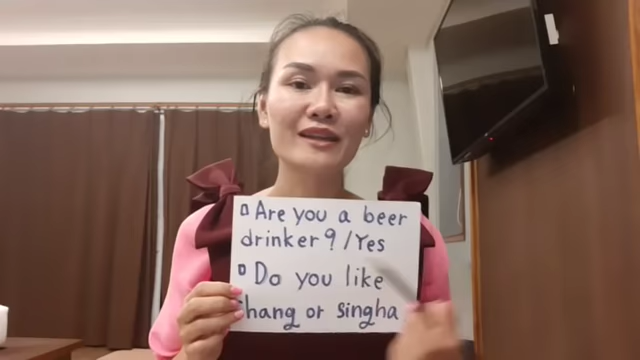 Are you a beer
drinker? /Yes
Do you like
hang or singha